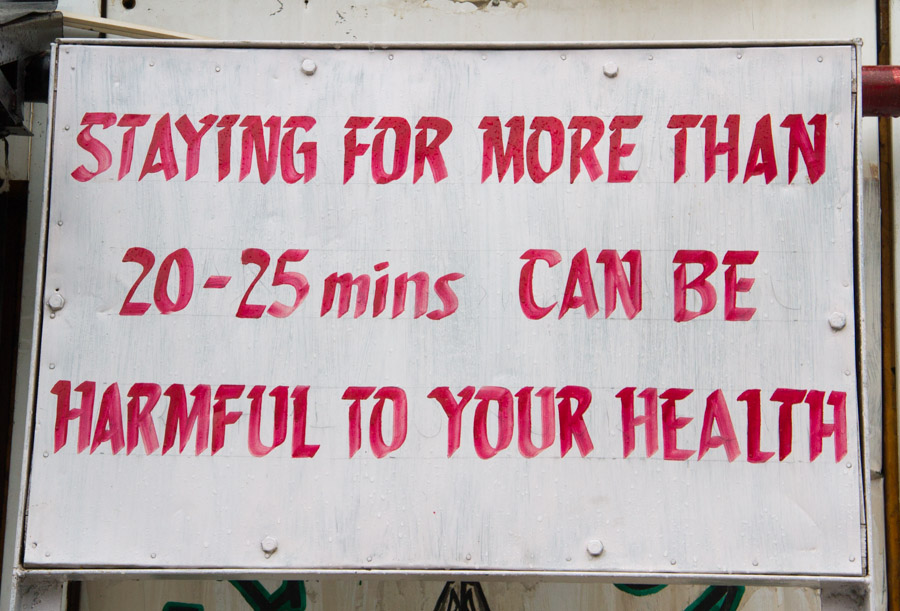 STAYING FOR MORE THAN
20-25 mins CAN BE
HARMFUL TO YOUR HEALTH